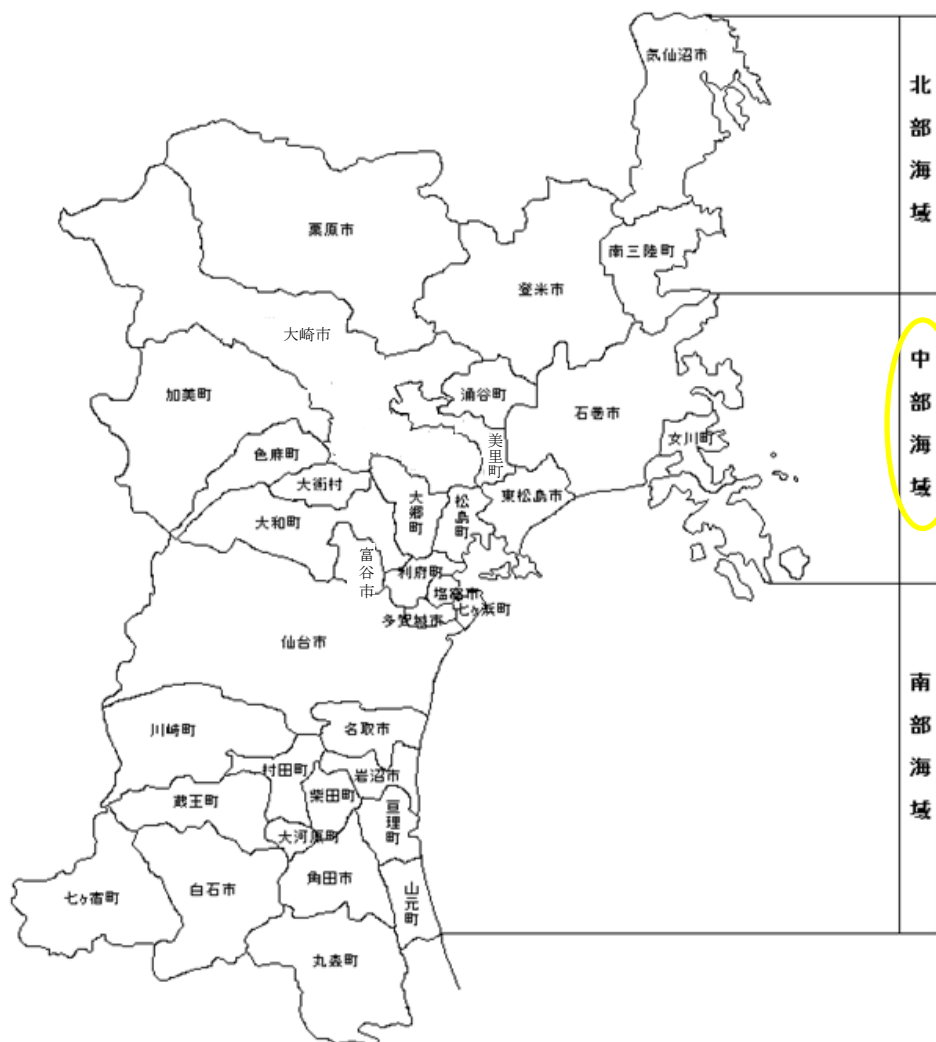 気仙沼市
栗原市
南三陸町
登米市
大崎市
加美町
涌谷町
石巻市
女川町
美里町
色麻町
大衡村
東松島市
大郷町
松島町
大和町
富谷市
利府町
塩竈市
七ヶ浜町
多賀城市
仙台市
川崎町
名取市
村田町
岩沼市
柴田町
蔵王町
亘理町
大河原町
角田市
白石市
七ヶ宿町
山元町
丸森町
北部海域
中部海域
南部海域